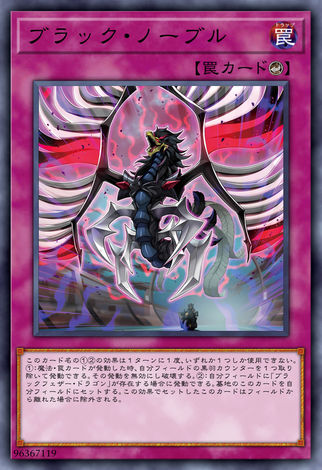 ブラック・ノーブル
トラップ
罠
【罠カード】
このカード名の①②の効果は１ターンに１度、いずれか１つしか使用できない。
①：魔法・罠カードが発動した時、自分フィールドの黒羽カウンターを１つ取り
除いて発動できる。その発動を無効にし破壊する。②：自分フィールドに「ブラ
ックフェザー・ドラゴン」が存在する場合に発動できる。墓地のこのカードを自
分フィールドにセットする。この効果でセットしたこのカードはフィールドか
ら離れた場合に除外される。
96367119